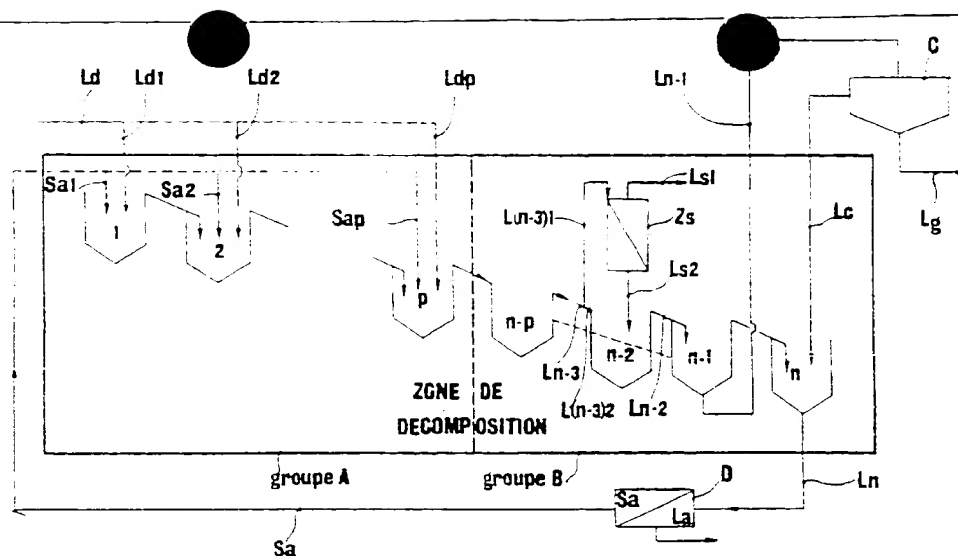 C
Ld
Ld1
Ld2
Ldp
Ln-1
Sa1
Sa2
Sap
L(n-3)1
Ls1
Zs
Lc
Lg
1
2
p
Ls2
n-p
n-2
n-1
n
Ln-3
L(n-3)2
Ln-2
ZONE DE
DECOMPOSITION
groupe A
groupe B
D
Ln
Sa
La
Sa